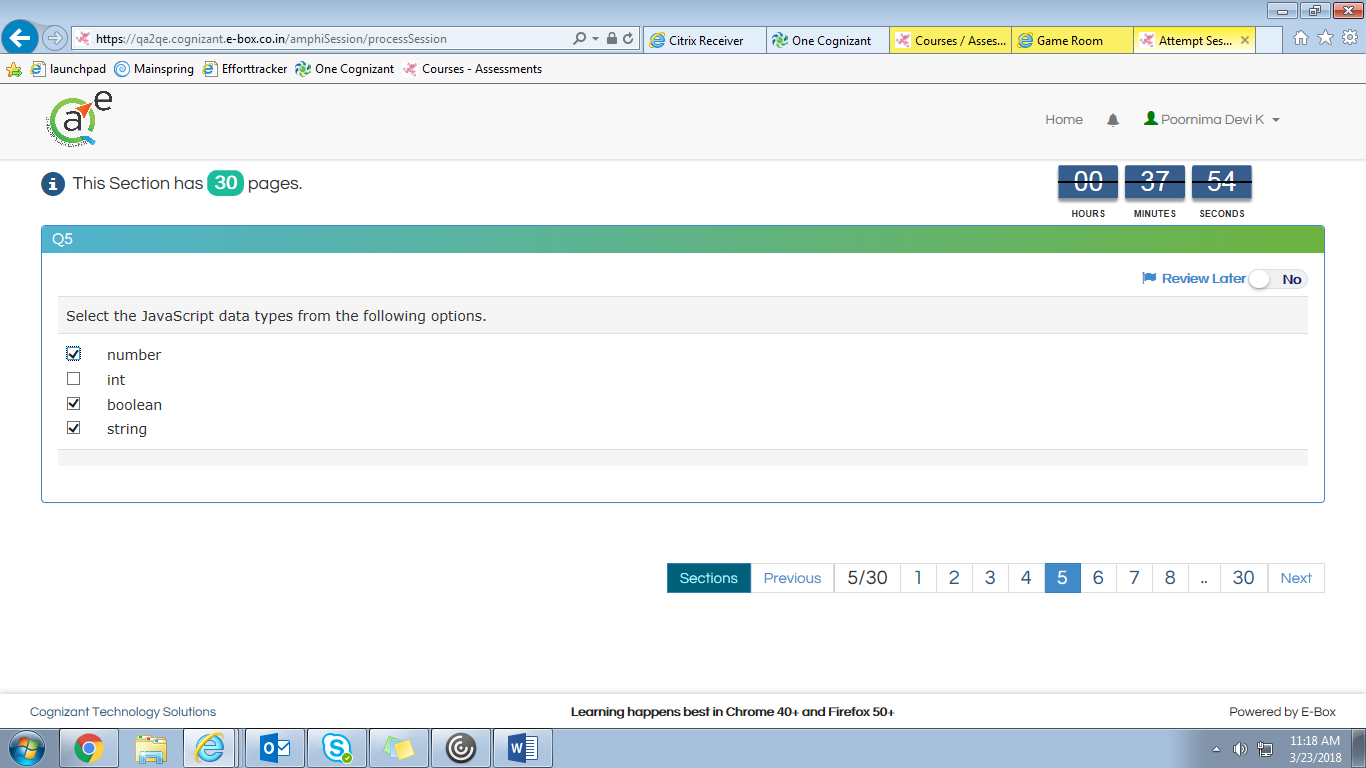 https://qa2qe.cognizant.e-box.co.in/amphiSession/processSession
Citrix Receiver
One Cognizant
Courses / Asses...
Game Room
Attempt Ses...
launchpad
Mainspring
Efforttracker
One Cognizant
Courses - Assessments
a e
Home
Poornima Devi K
This Section has 30 pages.
00 37 54
HOURS MINUTES SECONDS
Q5
Review Later No
Select the JavaScript data types from the following options.
number
int
boolean
string
Sections Previous 5/30 1 2 3 4 5 6 7 8 .. 30 Next
Cognizant Technology Solutions
Learning happens best in Chrome 40+ and Firefox 50+
Powered by E-Box
11:18 AM
3/23/2018